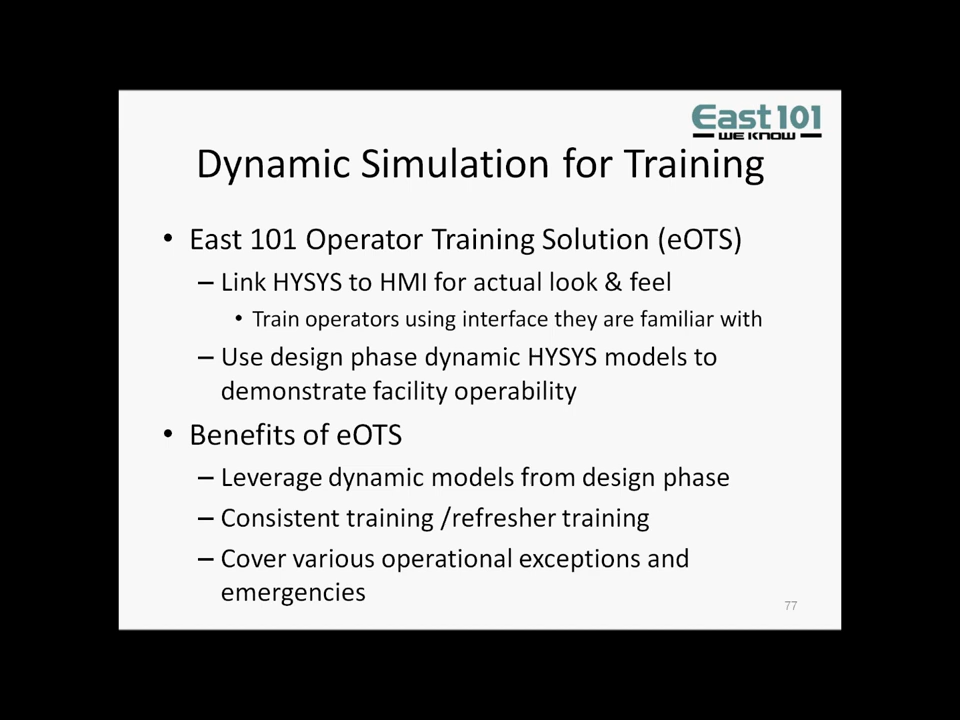 East 101
WE KNOW
Dynamic Simulation for Training
• East 101 Operator Training Solution (eOTS)
– Link HYSYS to HMI for actual look & feel
• Train operators using interface they are familiar with
– Use design phase dynamic HYSYS models to
demonstrate facility operability
• Benefits of eOTS
– Leverage dynamic models from design phase
– Consistent training /refresher training
– Cover various operational exceptions and
emergencies
77